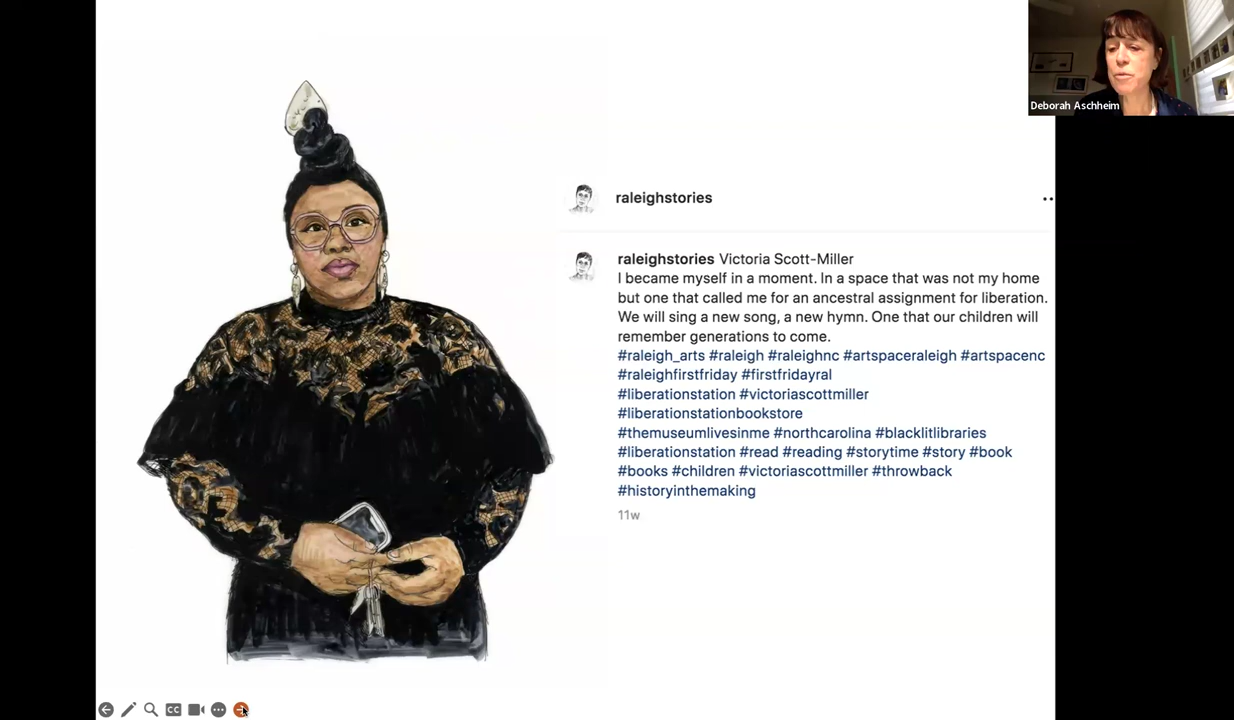 Deborah Aschheim
raleighstories
raleighstories Victoria Scott-Miller
I became myself in a moment. In a space that was not my home
but one that called me for an ancestral assignment for liberation.
We will sing a new song, a new hymn. One that our children will
remember generations to come.
#raleigh_arts #raleigh #raleighnc #artspaceraleigh #artspacenc
#raleighfirstfriday #firstfridayral
#liberationstation #victoriascottmiller
#liberationstationbookstore
#themuseumlivesinme #northcarolina #blacklitlibraries
#liberationstation #read #reading #storytime #story #book
#books #children #victoriascottmiller #throwback
#historyinthemaking
11w
CC